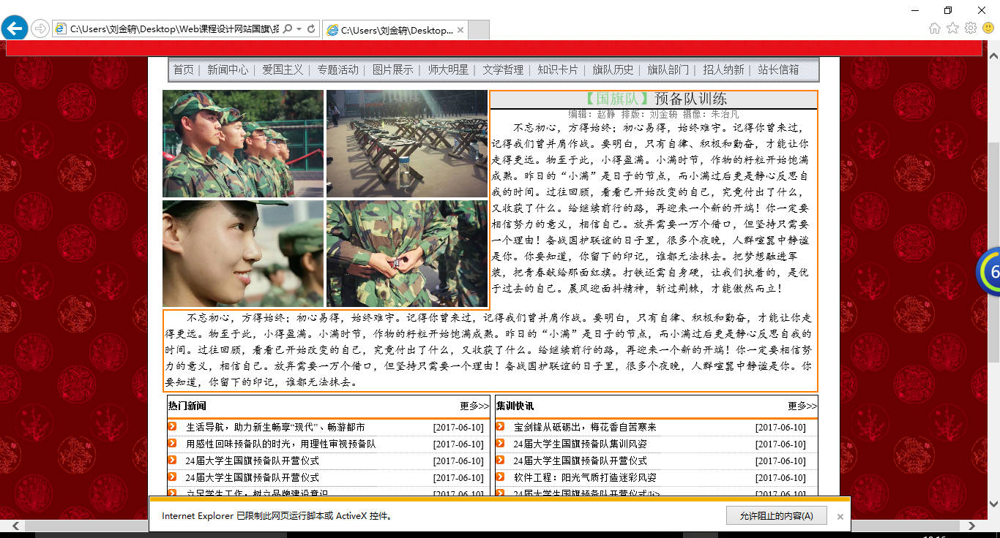 C:\Users\刘金轫\Desktop\Web课程设计网站国旗\招
C:\Users\刘金轫\Desktop...
首页 | 新闻中心 | 爱国主义 | 专题活动 | 图片展示 | 师大明星 | 文学哲理 | 知识卡片 | 旗队历史 | 旗队部门 | 招人纳新 | 站长信箱
【国旗队】预备队训练
编辑：赵静 排版：刘金轫 摄像：朱治凡
不忘初心，方得始终；初心易得，始终难守。记得你曾来过，
记得我们曾并肩作战。要明白，只有自律、积极和勤奋，才能让你
走得更远。物至于此，小得盈满。小满时节，作物的籽粒开始饱满
成熟。昨日的“小满”是日子的节点，而小满过后更是静心反思自
我的时间。过往回顾，看看已开始改变的自己，究竟付出了什么，
又收获了什么。给继续前行的路，再迎来一个新的开端！你一定要
相信努力的意义，相信自己。放弃需要一万个借口，但坚持只需要
一个理由！备战国护联谊的日子里，很多个夜晚，人群喧嚣中静谧
是你。你要知道，你留下的印记，谁都无法抹去。把梦想融进军
装，把青春献给那面红旗。打铁还需自身硬，让我们执着的，是优
于过去的自己。晨风迎面抖精神，斩过荆棘，才能傲然而立！
不忘初心，方得始终；初心易得，始终难守。记得你曾来过，记得我们曾并肩作战。要明白，只有自律、积极和勤奋，才能让你走
得更远。物至于此，小得盈满。小满时节，作物的籽粒开始饱满成熟。昨日的“小满”是日子的节点，而小满过后更是静心反思自我的
时间。过往回顾，看看已开始改变的自己，究竟付出了什么，又收获了什么。给继续前行的路，再迎来一个新的开端！你一定要相信努
力的意义，相信自己。放弃需要一万个借口，但坚持只需要一个理由！备战国护联谊的日子里，很多个夜晚，人群喧嚣中静谧是你。你
要知道，你留下的印记，谁都无法抹去。
热门新闻 更多>>
生活导航，助力新生畅享“现代”、畅游都市 [2017-06-10]
用感性回味预备队的时光，用理性审视预备队 [2017-06-10]
24届大学生国旗预备队开营仪式 [2017-06-10]
24届大学生国旗预备队开营仪式 [2017-06-10]
立足学生工作，树立品牌建设意识 [2017-06-10]
集训快讯 更多>>
宝剑锋从砥砺出，梅花香自苦寒来 [2017-06-10]
24届大学生国旗预备队集训风姿 [2017-06-10]
24届大学生国旗预备队开营仪式 [2017-06-10]
软件工程：阳光气质打造迷彩风姿 [2017-06-10]
24届大学生国旗预备队开营仪式/li> [2017-06-10]
6
Internet Explorer 已限制此网页运行脚本或 ActiveX 控件。
允许阻止的内容(A)